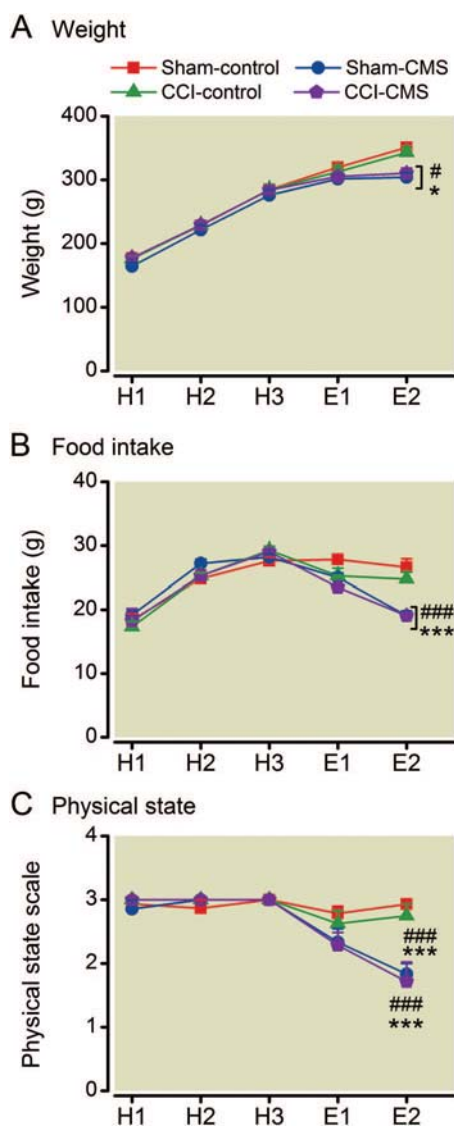 A Weight
Sham-control Sham-CMS
CCI-control CCI-CMS
400
300
200
100
0
Weight (g)
#
*
H1 H2 H3 E1 E2
B Food intake
40
30
20
10
0
Food intake (g)
###
***
H1 H2 H3 E1 E2
C Physical state
4
3
2
1
0
Physical state scale
###
***
###
***
H1 H2 H3 E1 E2